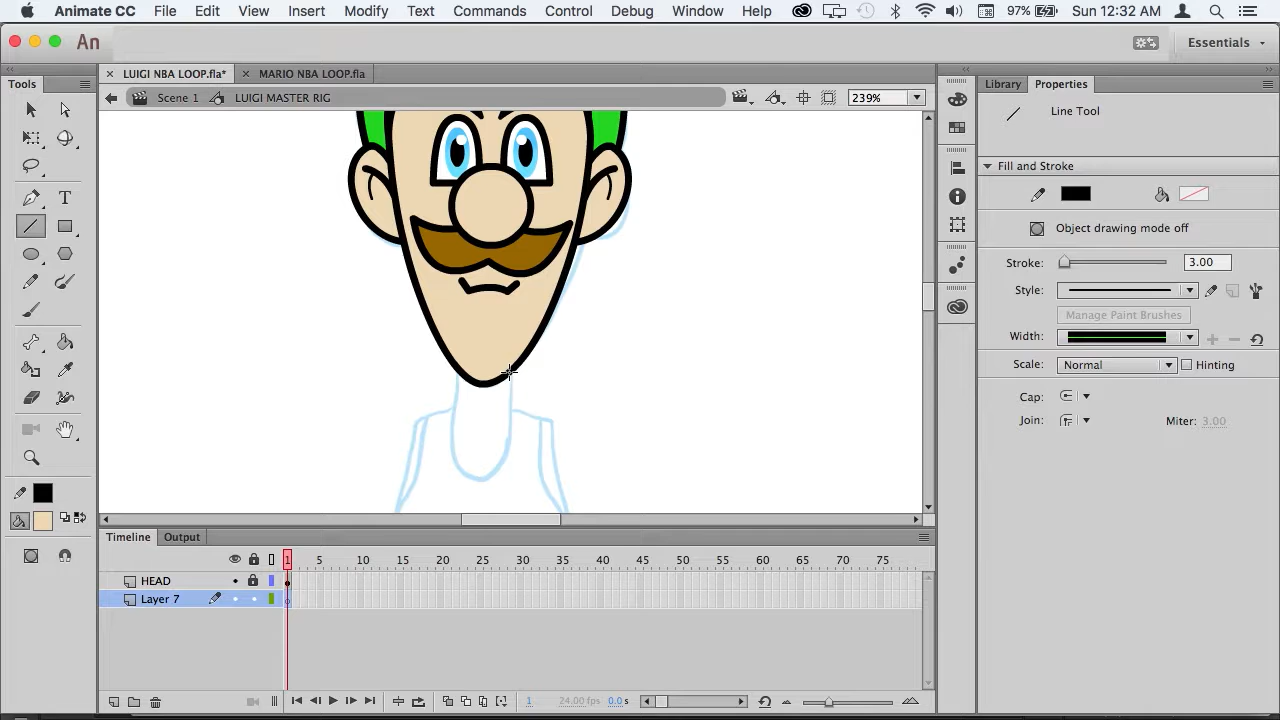 Animate CC File Edit View Insert Modify Text Commands Control Debug Window Help 97% Sun 12:32 AM
An Essentials
Tools
LUIGI NBA LOOP.fla* MARIO NBA LOOP.fla
Library Properties
Scene 1 LUIGI MASTER RIG 239%
Line Tool
Fill and Stroke
Object drawing mode off
Stroke: 3.00
Style:
Manage Paint Brushes
Width:
Scale: Normal Hinting
Cap:
Join: Miter: 3.00
Timeline Output
1 5 10 15 20 25 30 35 40 45 50 55 60 65 70 75
HEAD
Layer 7
1 24.00 fps 0.0 s